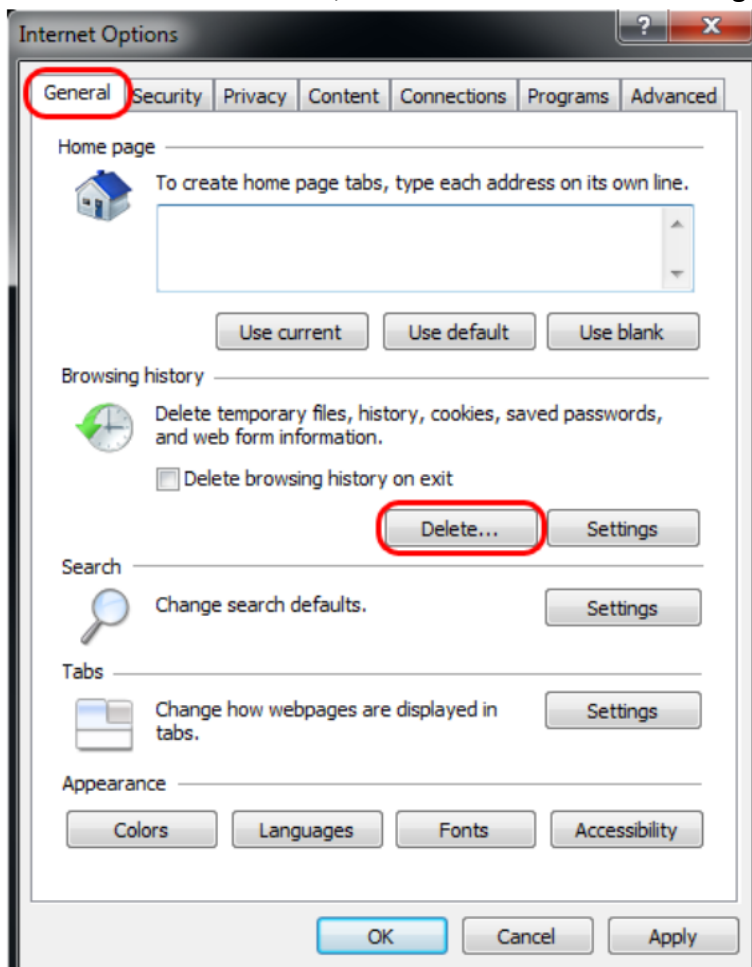 Internet Options
General Security Privacy Content Connections Programs Advanced
Home page
To create home page tabs, type each address on its own line.
Use current Use default Use blank
Browsing history
Delete temporary files, history, cookies, saved passwords,
and web form information.
Delete browsing history on exit
Delete... Settings
Search
Change search defaults. Settings
Tabs
Change how webpages are displayed in
tabs.
Settings
Appearance
Colors Languages Fonts Accessibility
OK Cancel Apply